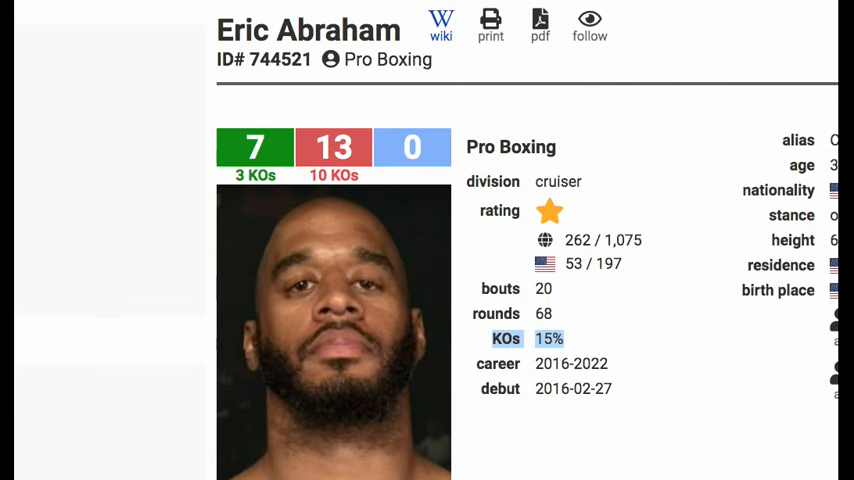 Eric Abraham
W
wiki
print
pdf
follow
ID# 744521 Pro Boxing
7
13
0
3 KOs
10 KOs
Pro Boxing
division cruiser
rating
262 / 1,075
53 / 197
bouts 20
rounds 68
KOs 15%
career 2016-2022
debut 2016-02-27
alias
age 3
nationality
stance o
height 6
residence
birth place